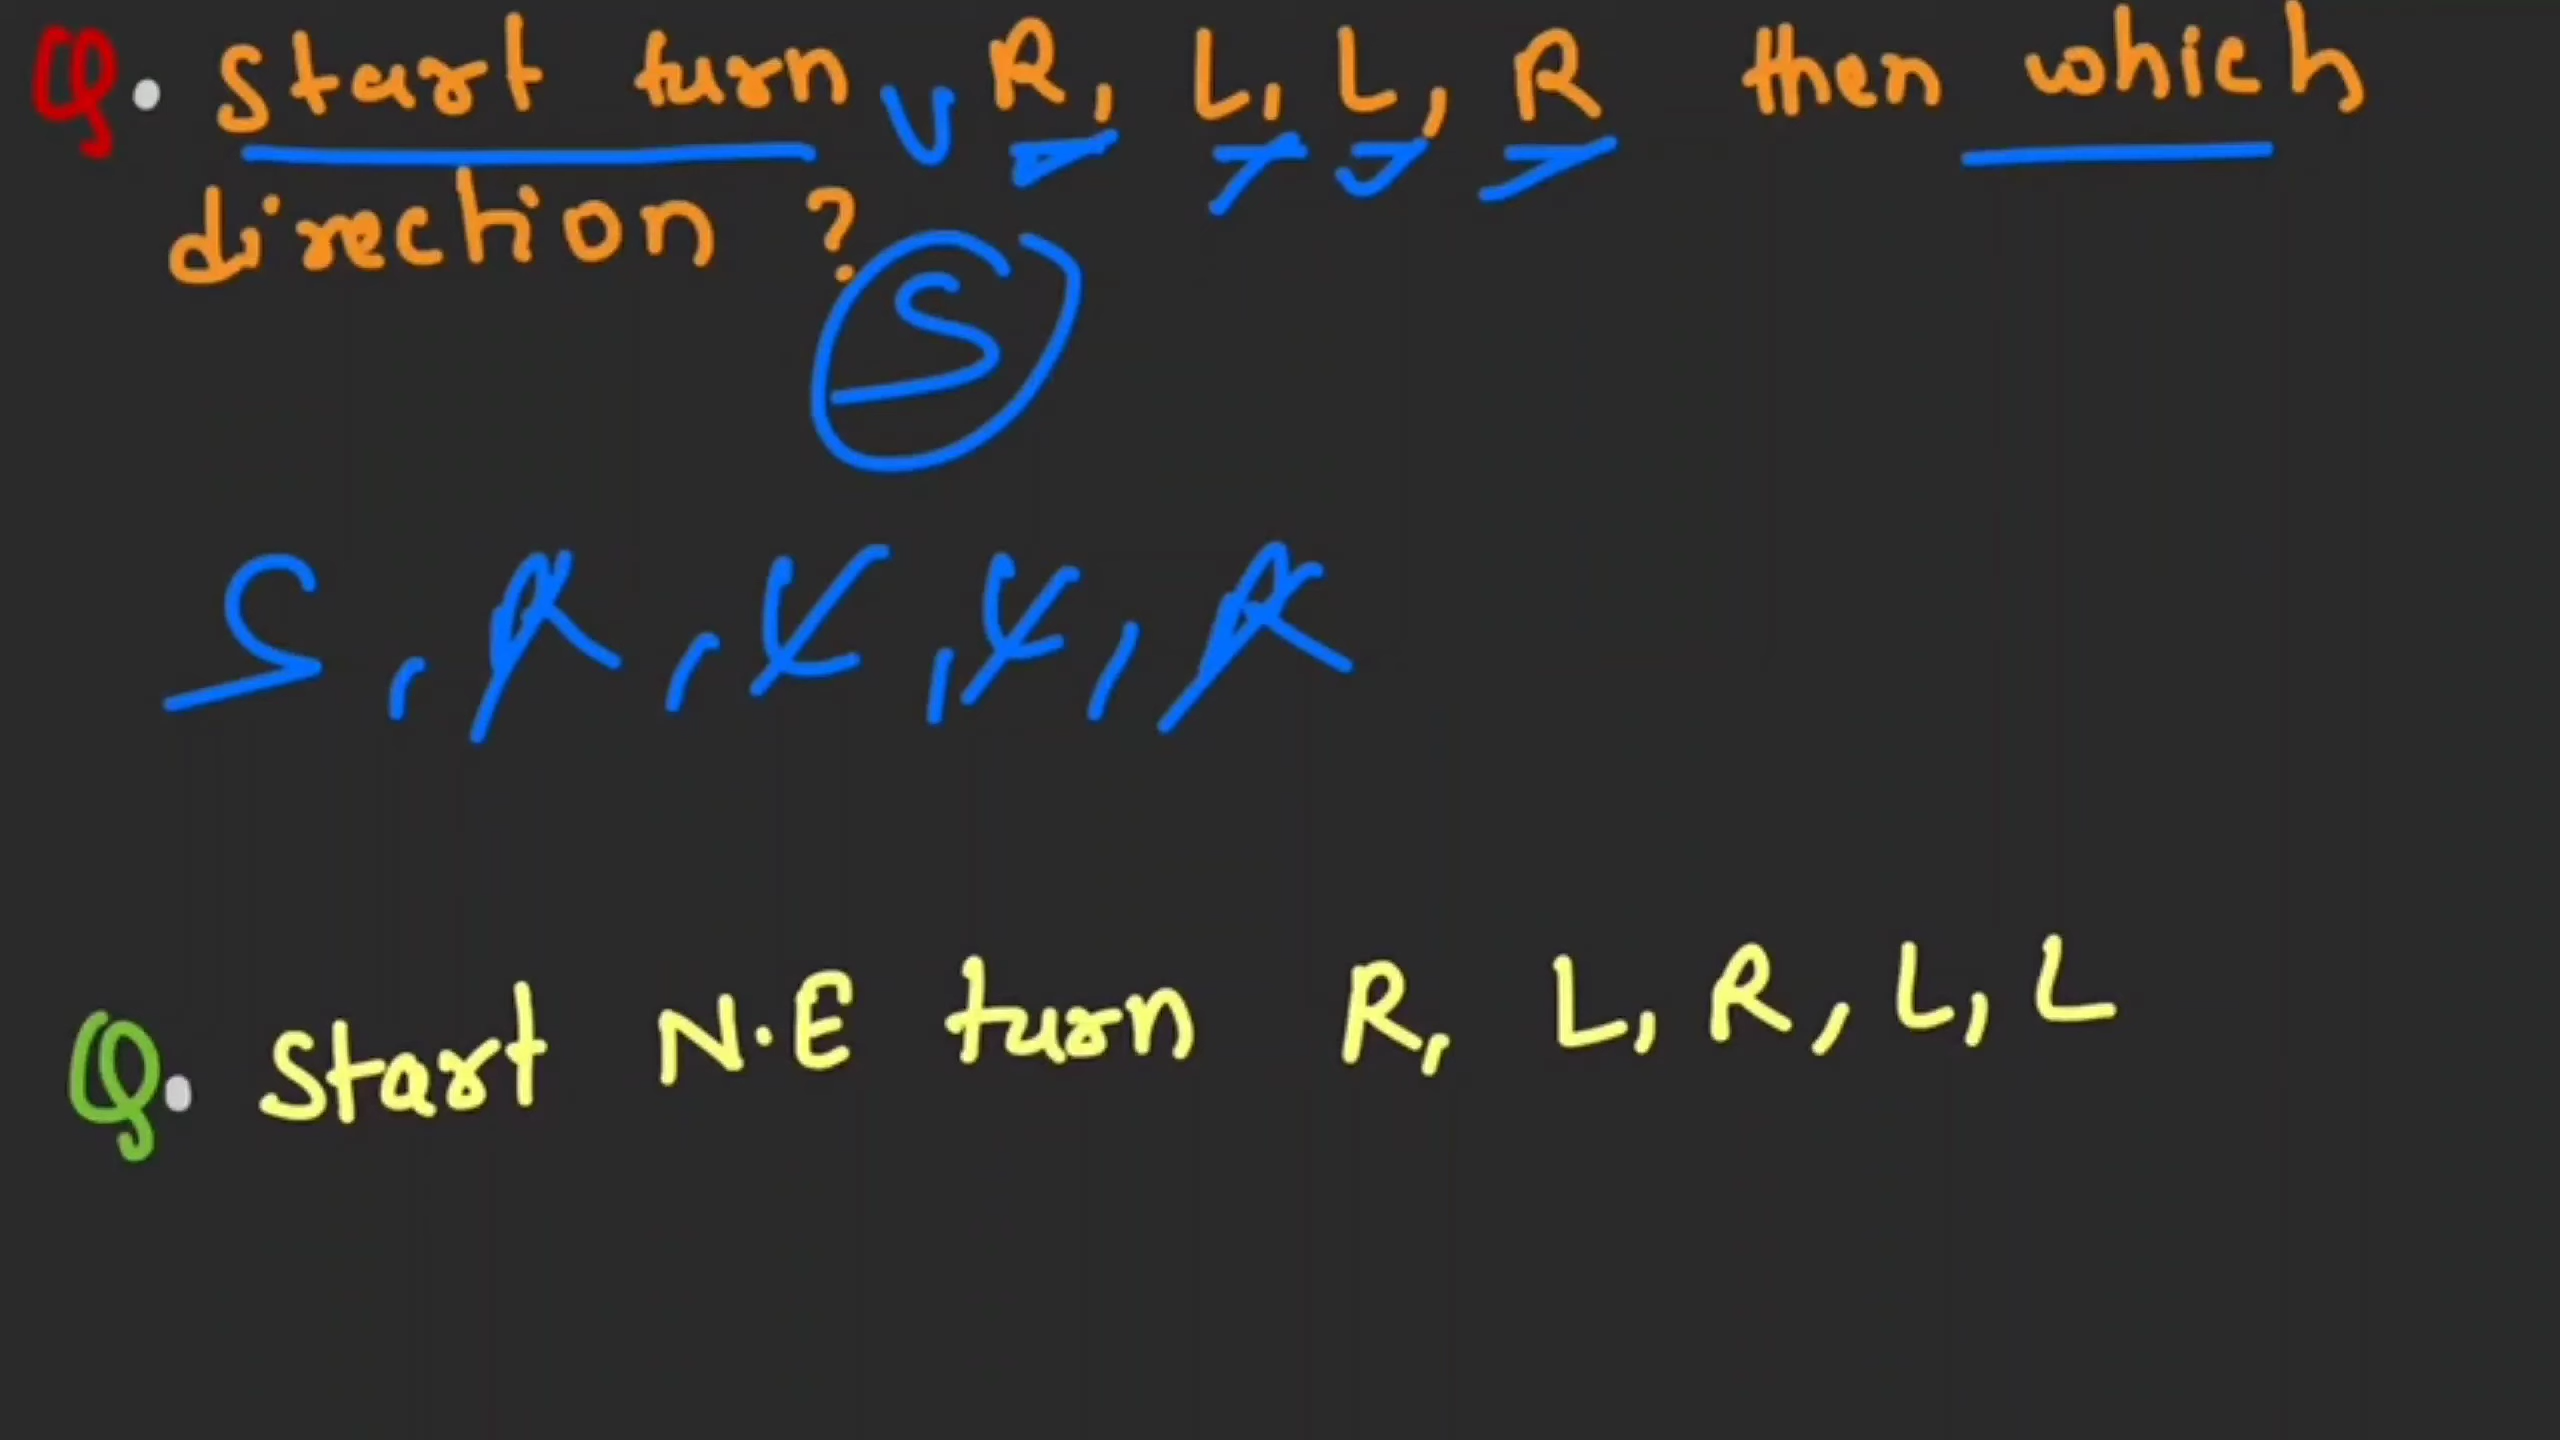 Q. Start turn R, L, L, R then which
direction ?
S
S, R, L, L, R
Q. Start N.E turn R, L, R, L, L